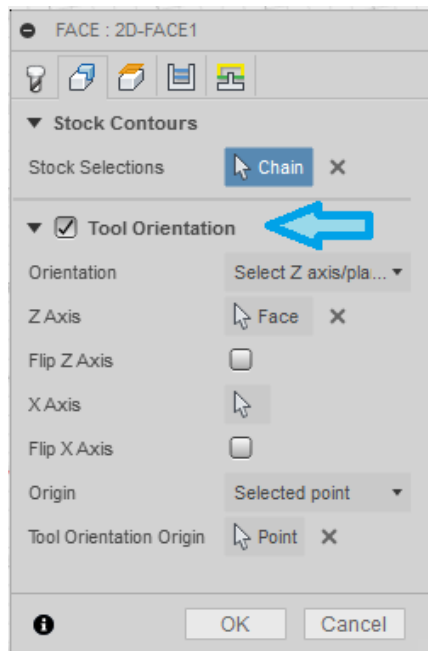 FACE : 2D-FACE1
Stock Contours
Stock Selections Chain
Tool Orientation
Orientation Select Z axis/pla...
Z Axis Face
Flip Z Axis
X Axis
Flip X Axis
Origin Selected point
Tool Orientation Origin Point
OK Cancel